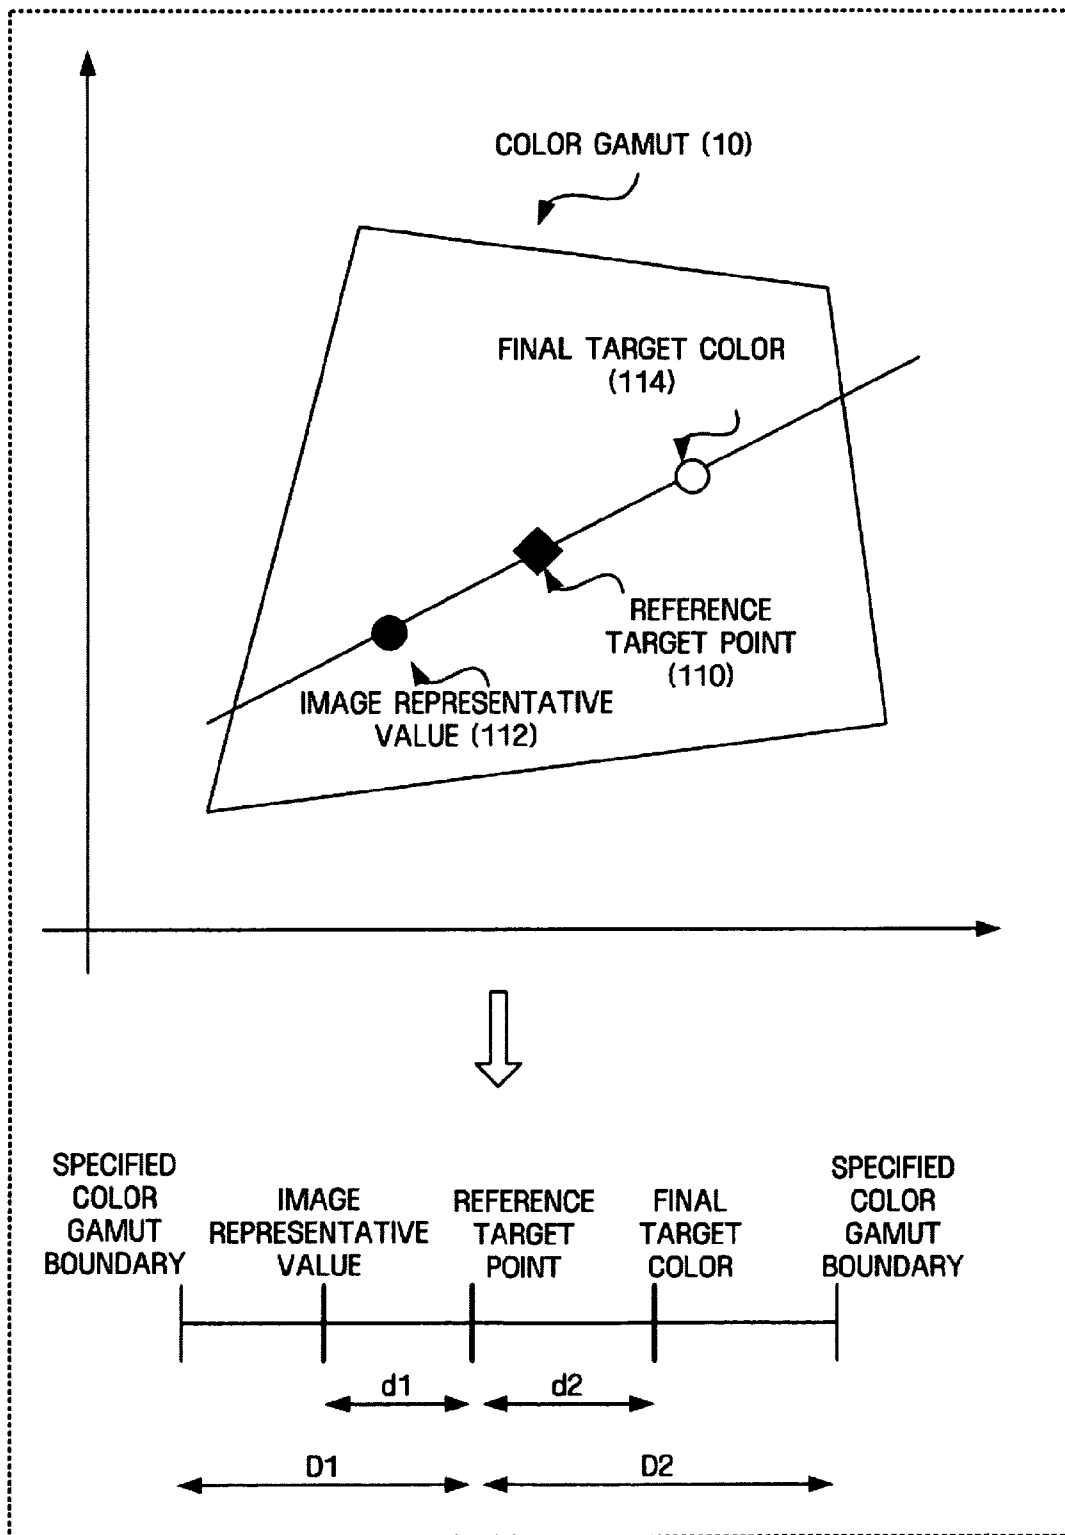 COLOR GAMUT (10)
FINAL TARGET COLOR
(114)
REFERENCE
TARGET POINT
(110)
IMAGE REPRESENTATIVE
VALUE (112)
SPECIFIED
COLOR
GAMUT
BOUNDARY
IMAGE
REPRESENTATIVE
VALUE
REFERENCE
TARGET
POINT
FINAL
TARGET
COLOR
SPECIFIED
COLOR
GAMUT
BOUNDARY
d1
d2
D1
D2